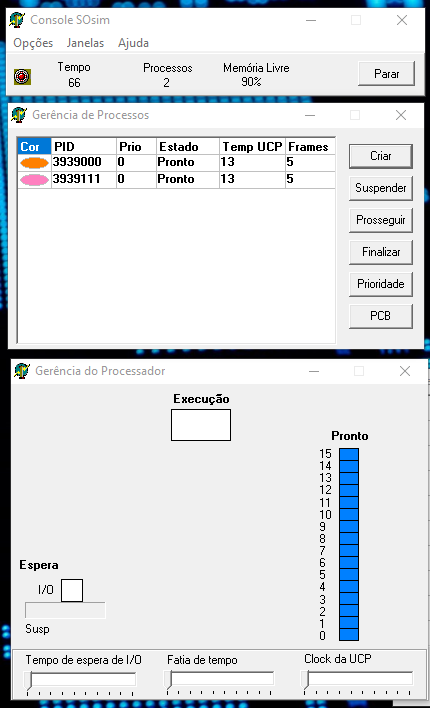 Console SOsim
Opções Janelas Ajuda
Tempo Processos Memória Livre
66 2 90%
Parar
Gerência de Processos
Cor PID Prio Estado Temp UCP Frames
3939000 0 Pronto 13 5
3939111 0 Pronto 13 5
Criar
Suspender
Prosseguir
Finalizar
Prioridade
PCB
Gerência do Processador
Execução
Pronto
15
14
13
12
11
10
9
8
7
6
5
4
3
2
1
0
Espera
I/O
Susp
Tempo de espera de I/O Fatia de tempo Clock da UCP